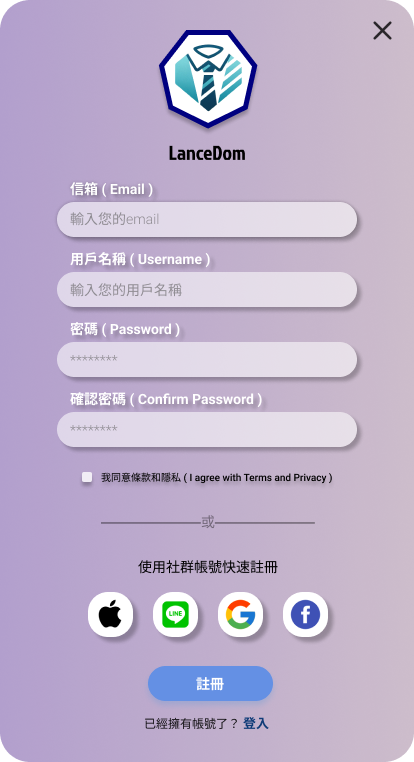 LanceDom
信箱 ( Email )
輸入您的email
用戶名稱 ( Username )
輸入您的用戶名稱
密碼 ( Password )
********
確認密碼 ( Confirm Password )
********
我同意條款和隱私 ( I agree with Terms and Privacy )
或
使用社群帳號快速註冊
LINE
註冊
已經擁有帳號了？ 登入